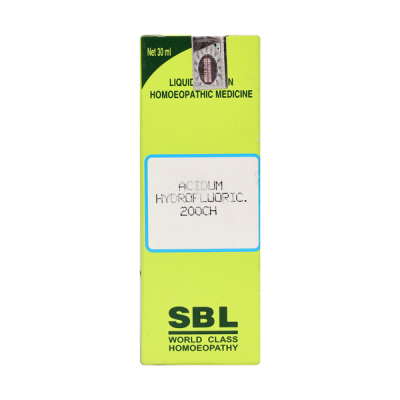 Net 30 ml
LIQUID
HOMOEOPATHIC MEDICINE
ACIDUM
HYDROFLUORIC.
200CH
SBL
WORLD CLASS
HOMOEOPATHY